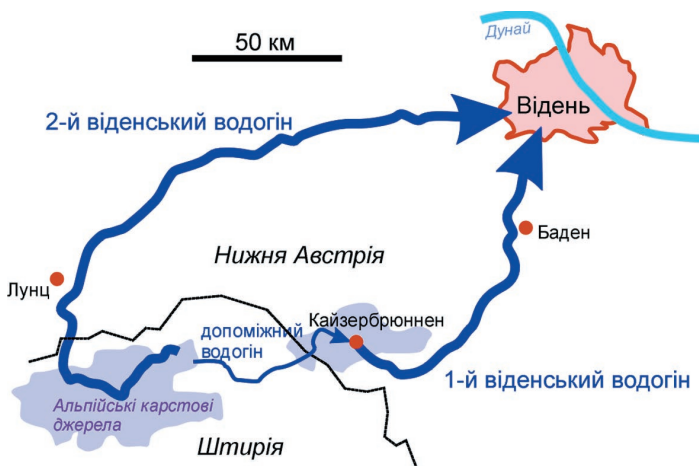 50 км
Дунай
Відень
2-й віденський водогін
Баден
Нижня Австрія
Лунц
Кайзербрюннен
допоміжний
водогін
1-й віденський водогін
Альпійські карстові
джерела
Штирія